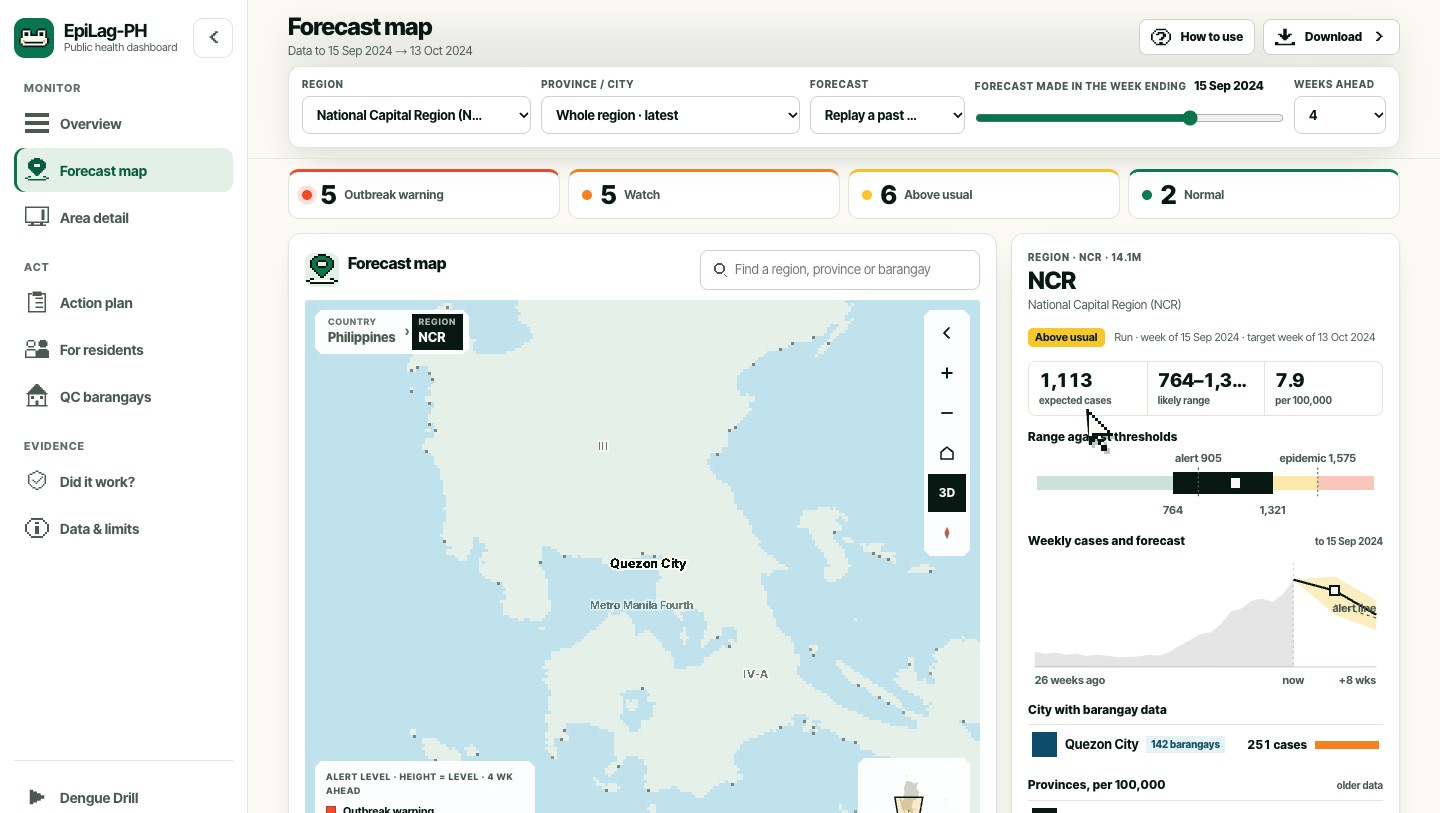 EpiLag-PH
Public health dashboard
MONITOR
Overview
Forecast map
Area detail
ACT
Action plan
For residents
QC barangays
EVIDENCE
Did it work?
Data & limits
Dengue Drill
Forecast map
Data to 15 Sep 2024 → 13 Oct 2024
How to use
Download
REGION
National Capital Region (N...
PROVINCE / CITY
Whole region · latest
FORECAST
Replay a past ...
FORECAST MADE IN THE WEEK ENDING 15 Sep 2024
WEEKS AHEAD
4
5 Outbreak warning
5 Watch
6 Above usual
2 Normal
Forecast map
Find a region, province or barangay
COUNTRY
Philippines
›
REGION
NCR
3D
III
Quezon City
Metro Manila Fourth
IV-A
ALERT LEVEL · HEIGHT = LEVEL · 4 WK
AHEAD
Outbreak warning
REGION · NCR · 14.1M
NCR
National Capital Region (NCR)
Above usual
Run · week of 15 Sep 2024 · target week of 13 Oct 2024
1,113
expected cases
764–1,3...
likely range
7.9
per 100,000
Range against thresholds
alert 905
epidemic 1,575
764
1,321
Weekly cases and forecast
to 15 Sep 2024
alert line
26 weeks ago
now
+8 wks
City with barangay data
Quezon City
142 barangays
251 cases
Provinces, per 100,000
older data